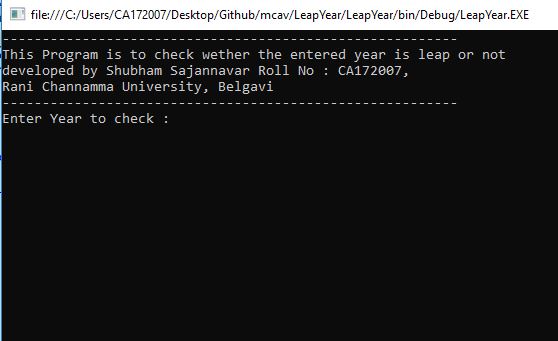 file:///C:/Users/CA172007/Desktop/Github/mcav/LeapYear/LeapYear/bin/Debug/LeapYear.EXE
---------------------------------------------------------
This Program is to check wether the entered year is leap or not
developed by Shubham Sajannavar Roll No : CA172007,
Rani Channamma University, Belgavi
---------------------------------------------------------
Enter Year to check :